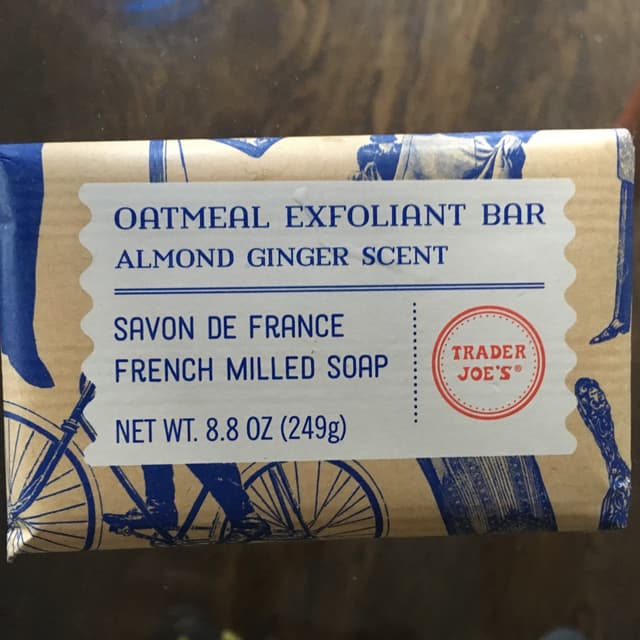 OATMEAL EXFOLIANT BAR
ALMOND GINGER SCENT
SAVON DE FRANCE
FRENCH MILLED SOAP
NET WT. 8.8 OZ (249g)
TRADER
JOE'S®